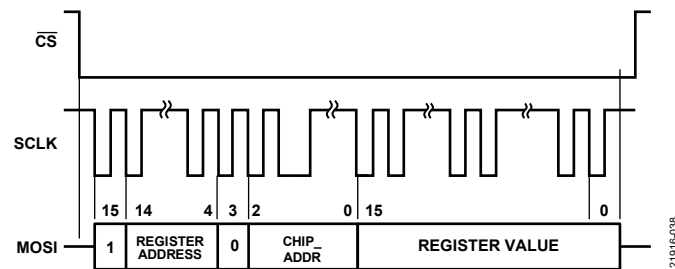 CS
SCLK
15 14 4 3 2 0 15 0
MOSI 1 REGISTER ADDRESS 0 CHIP_ ADDR REGISTER VALUE
21916-038